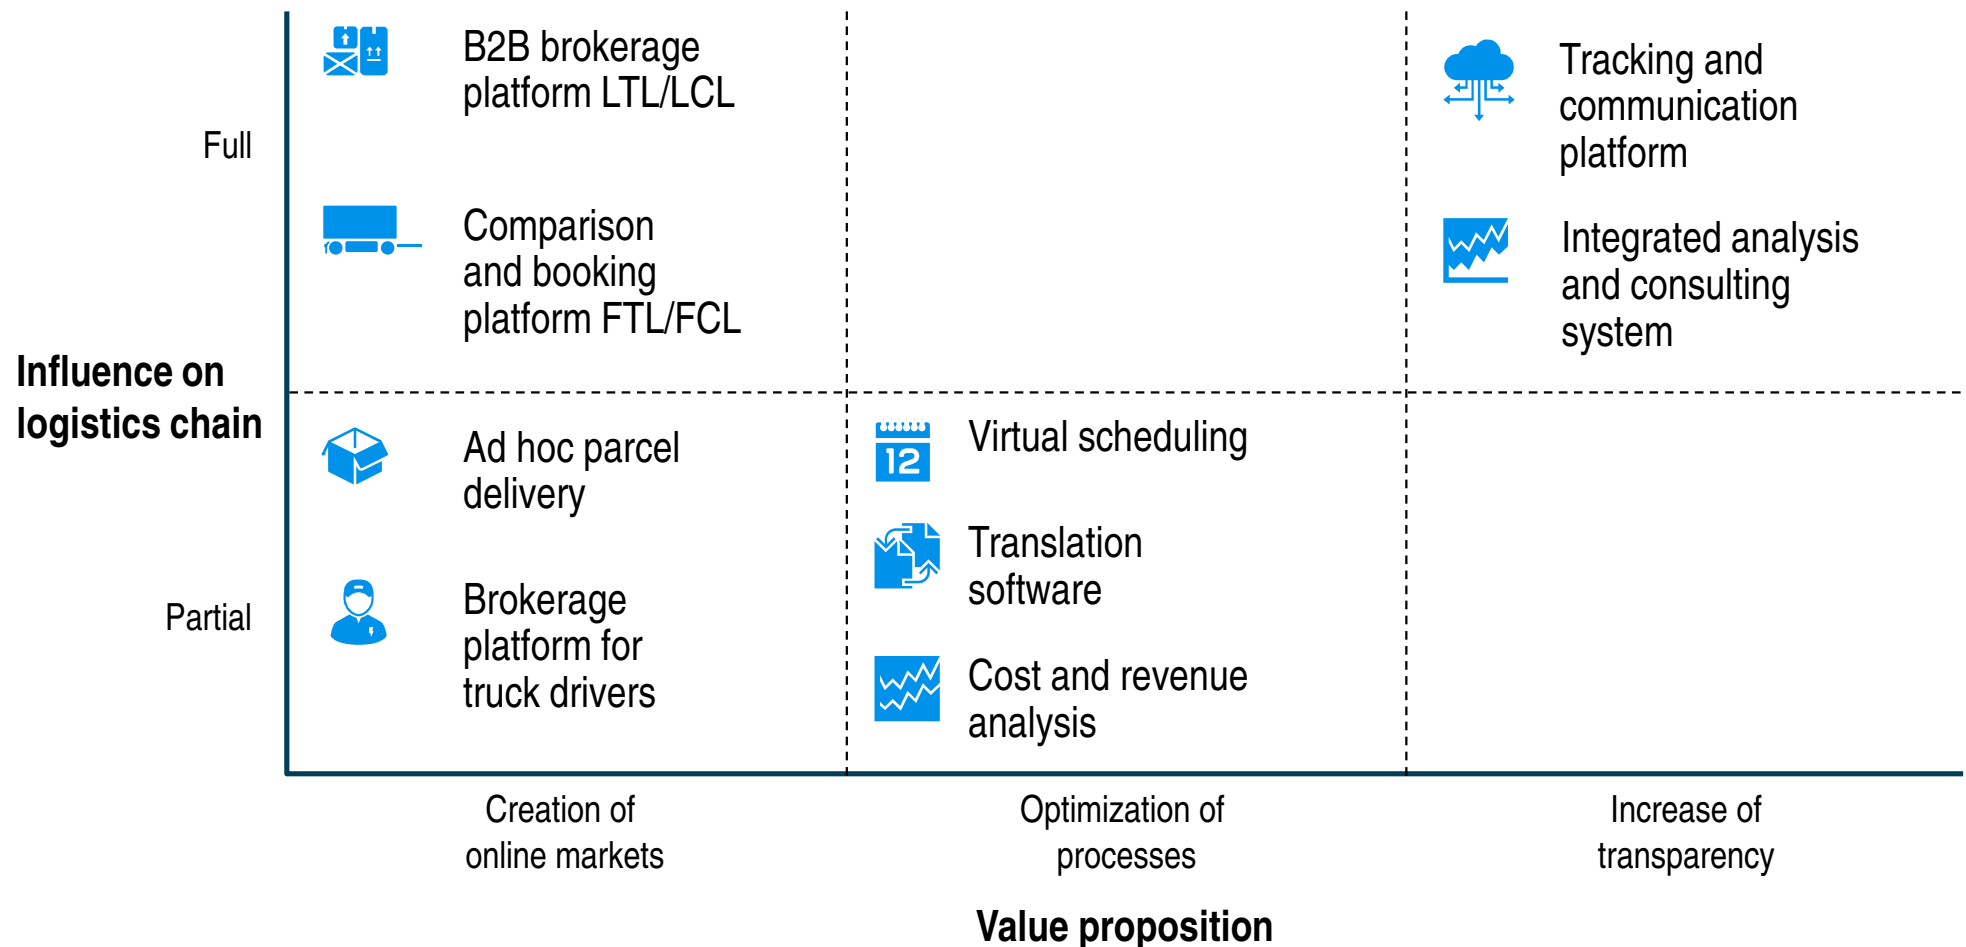 B2B brokerage
platform LTL/LCL
Tracking and
communication
platform
Full
Comparison
and booking
platform FTL/FCL
Integrated analysis
and consulting
system
Influence on
logistics chain
Ad hoc parcel
delivery
12
Virtual scheduling
Translation
software
Partial
Brokerage
platform for
truck drivers
Cost and revenue
analysis
Creation of
online markets
Optimization of
processes
Increase of
transparency
Value proposition